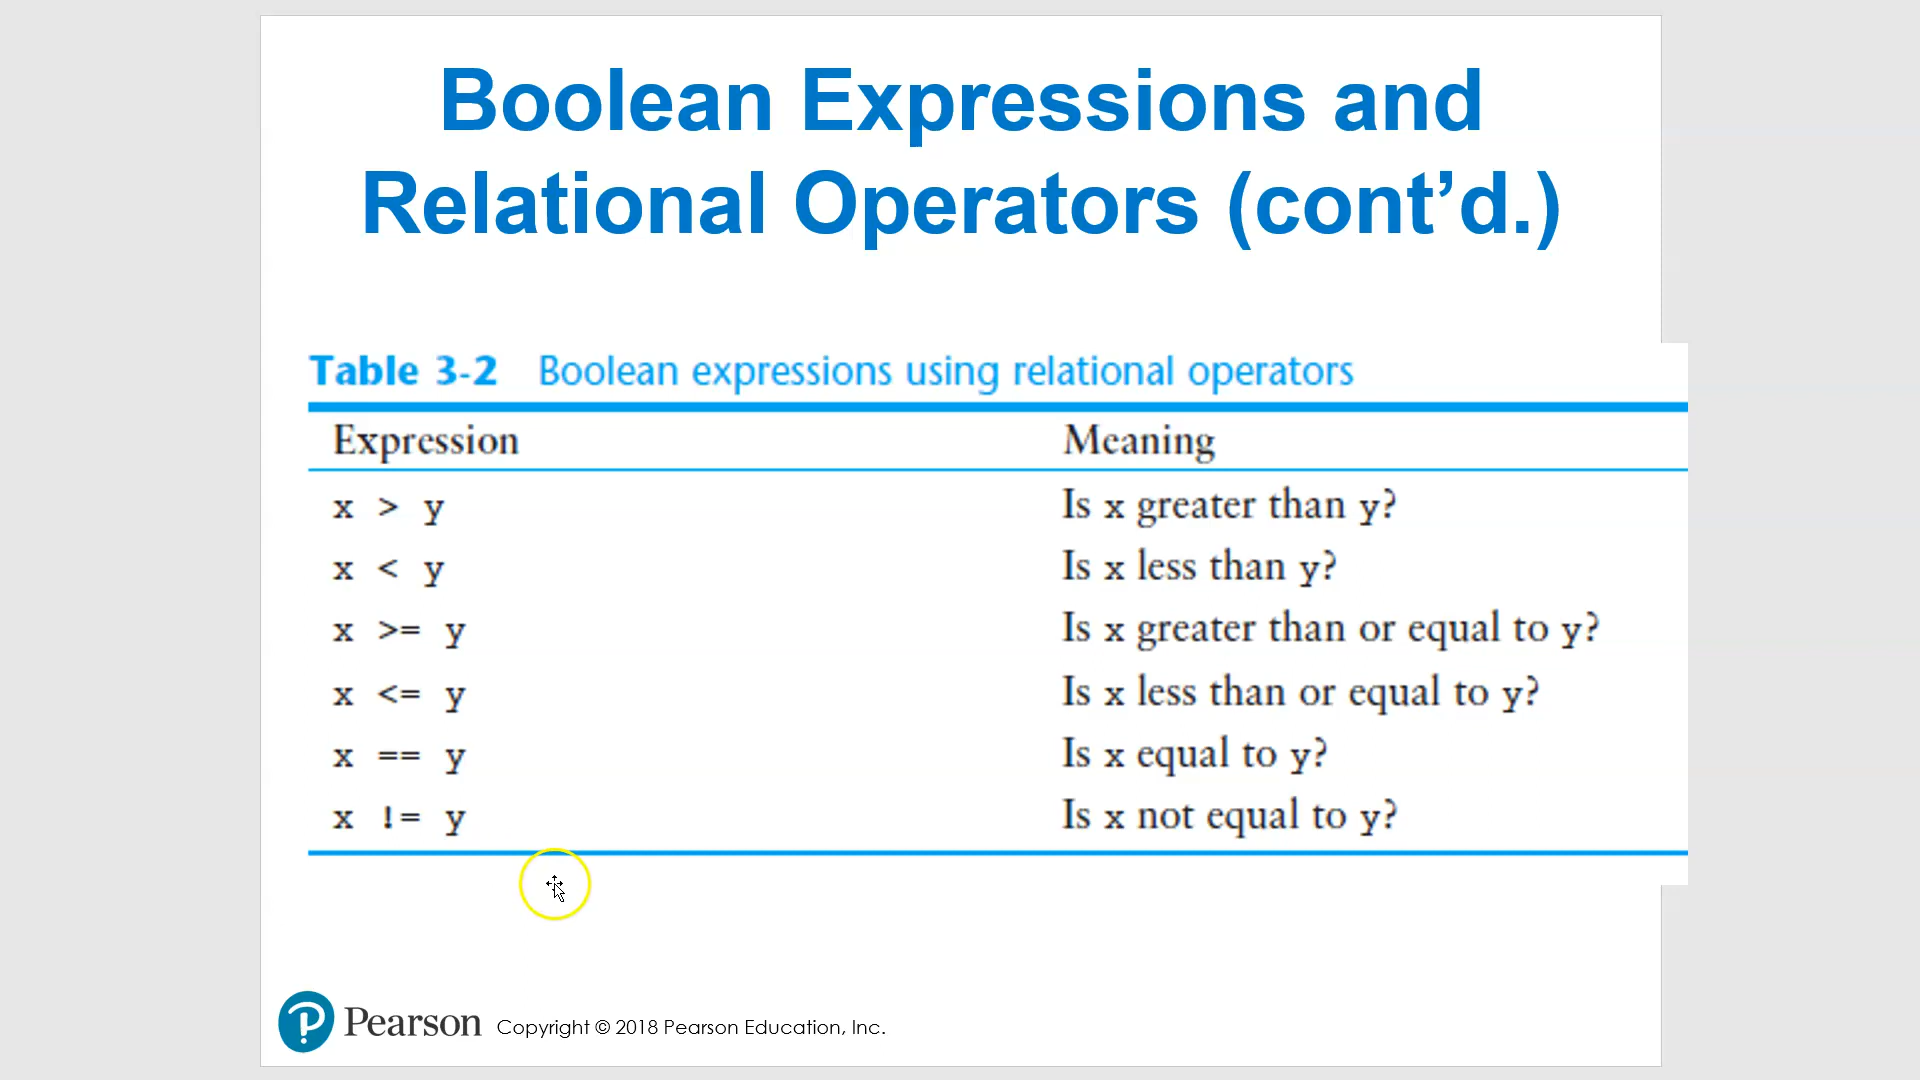 Boolean Expressions and
Relational Operators (cont’d.)
Table 3-2 Boolean expressions using relational operators
Expression Meaning
x > y Is x greater than y?
x < y Is x less than y?
x >= y Is x greater than or equal to y?
x <= y Is x less than or equal to y?
x == y Is x equal to y?
x != y Is x not equal to y?
Pearson Copyright © 2018 Pearson Education, Inc.